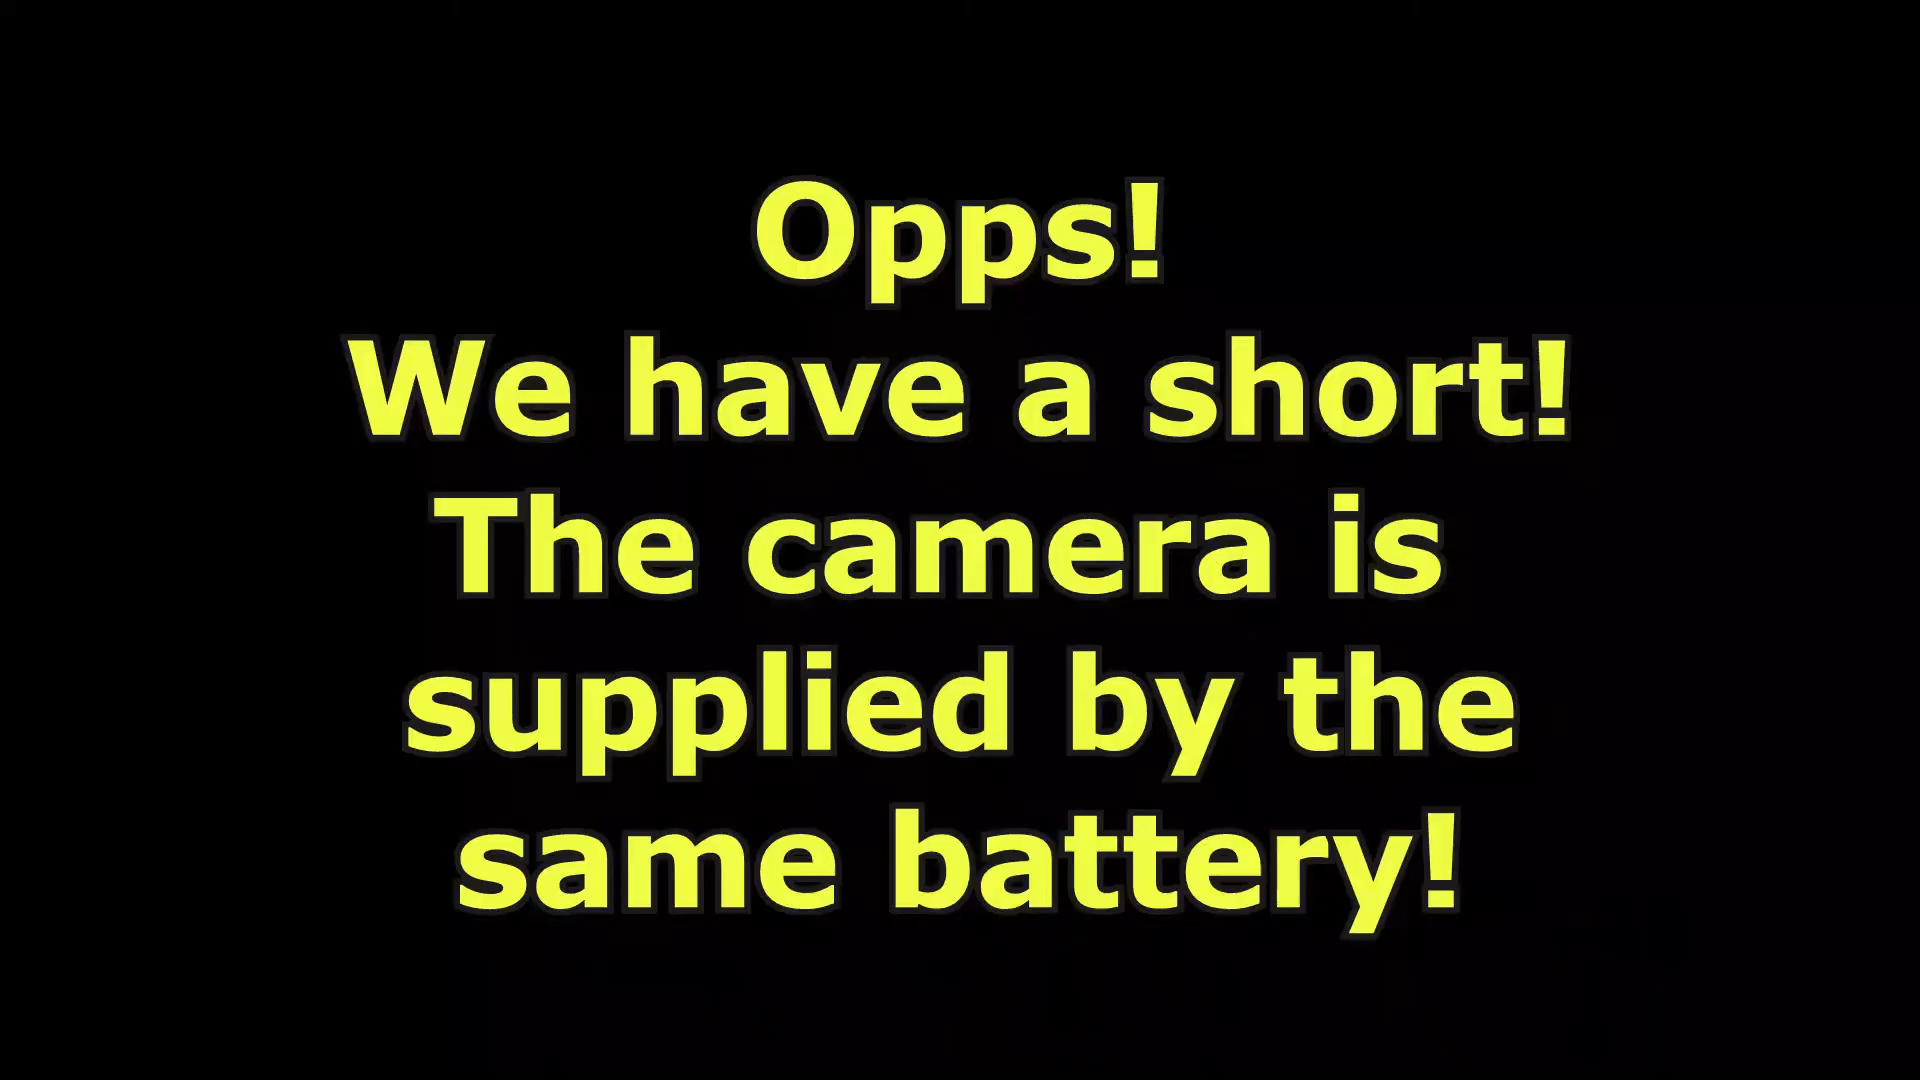 Opps!
We have a short!
The camera is
supplied by the
same battery!